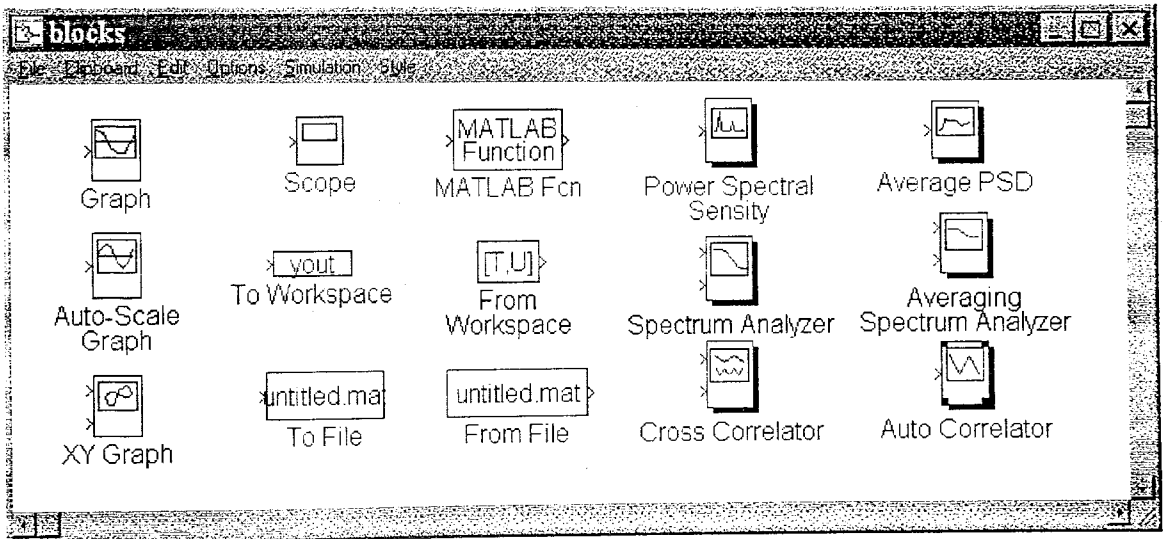 blocks
File Clipboard Edit Options Simulation Style
Graph
Scope
MATLAB
Function
MATLAB Fcn
Power Spectral
Sensity
Average PSD
Auto-Scale
Graph
yout
To Workspace
[T,U]
From
Workspace
Spectrum Analyzer
Averaging
Spectrum Analyzer
XY Graph
untitled.mat
To File
untitled.mat
From File
Cross Correlator
Auto Correlator